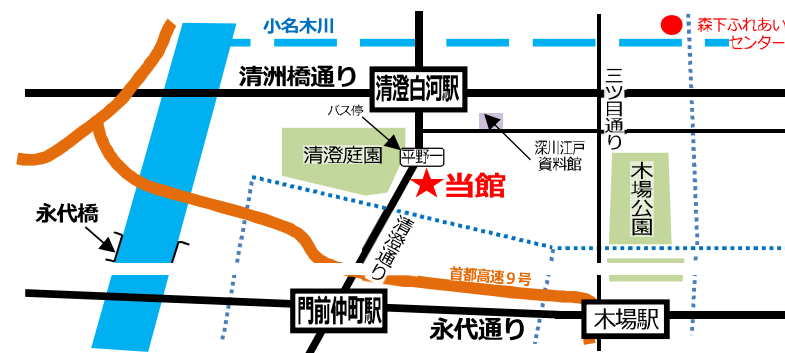 小名木川
森下ふれあい
センター
清洲橋通り
清澄白河駅
三ツ目通り
バス停
深川江戸
資料館
清澄庭園
平野一
当館
木場公園
永代橋
清澄通り
首都高速9号
門前仲町駅
永代通り
木場駅